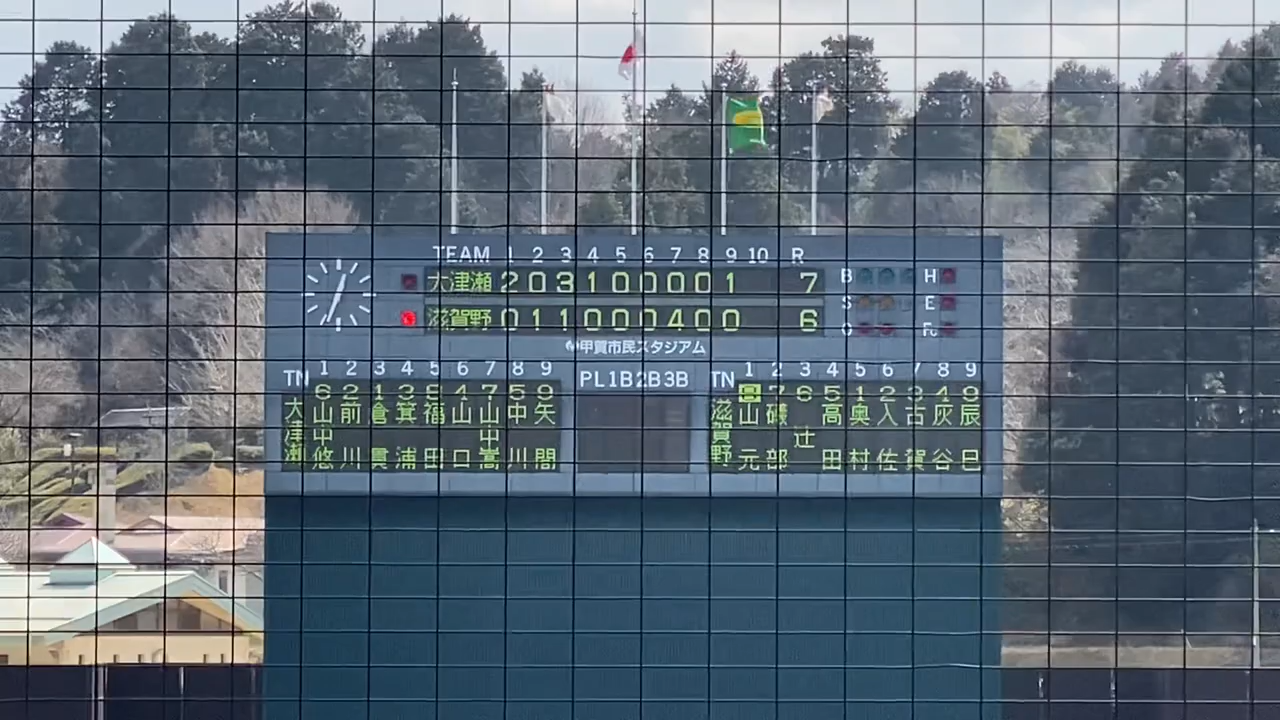 TEAM 1 2 3 4 5 6 7 8 9 10 R
大津瀬 2 0 3 1 0 0 0 0 1 7
滋賀野 0 1 1 0 0 0 4 0 0 6
B H
S E
O Fc
甲賀市民スタジアム
TN 1 2 3 4 5 6 7 8 9
6 2 1 3 8 4 7 5 9
大津瀬 山中悠 前川 倉貫 箕浦 福田 山口 山中嵩 中川 矢間
PL 1B 2B 3B
TN 1 2 3 4 5 6 7 8 9
8 7 6 5 1 2 3 4 9
滋賀野 山元 磯部 辻 高田 奥村 入佐 古賀 灰谷 辰巳